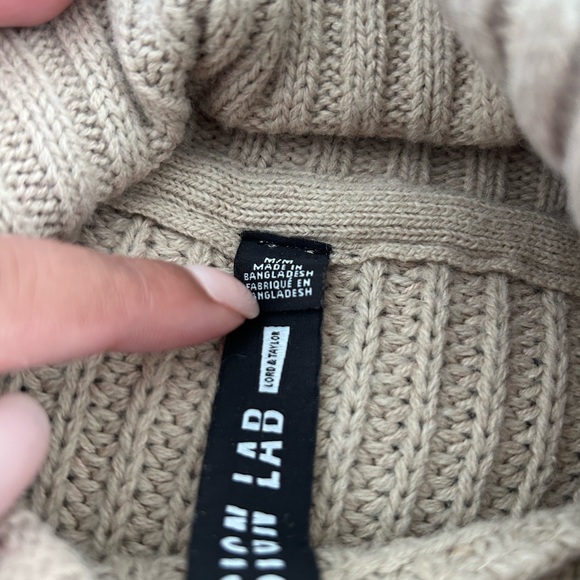 M/M
MADE IN
BANGLADESH
FABRIQUÉ EN
BANGLADESH
LORD & TAYLOR
LAB